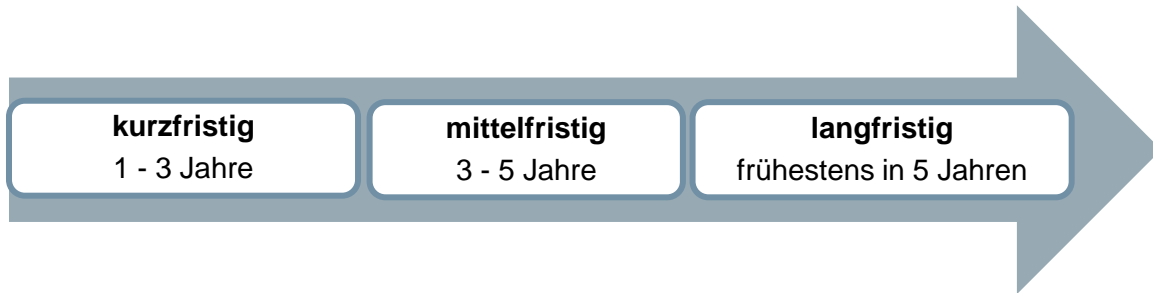 kurzfristig
1 - 3 Jahre
mittelfristig
3 - 5 Jahre
langfristig
frühestens in 5 Jahren